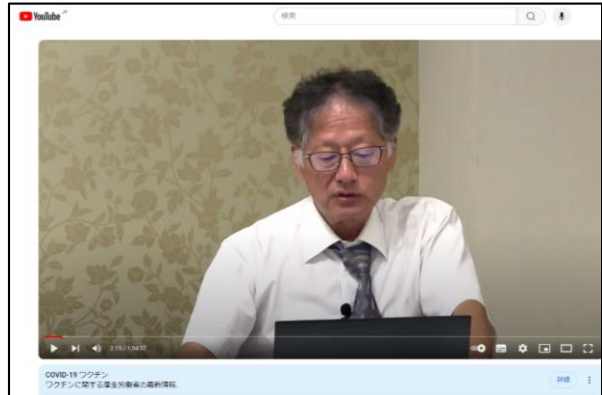 YouTube JP
検索
2:10 / 1:04:57
COVID-19 ワクチン
ワクチンに関する厚生労働省の最新情報
詳細